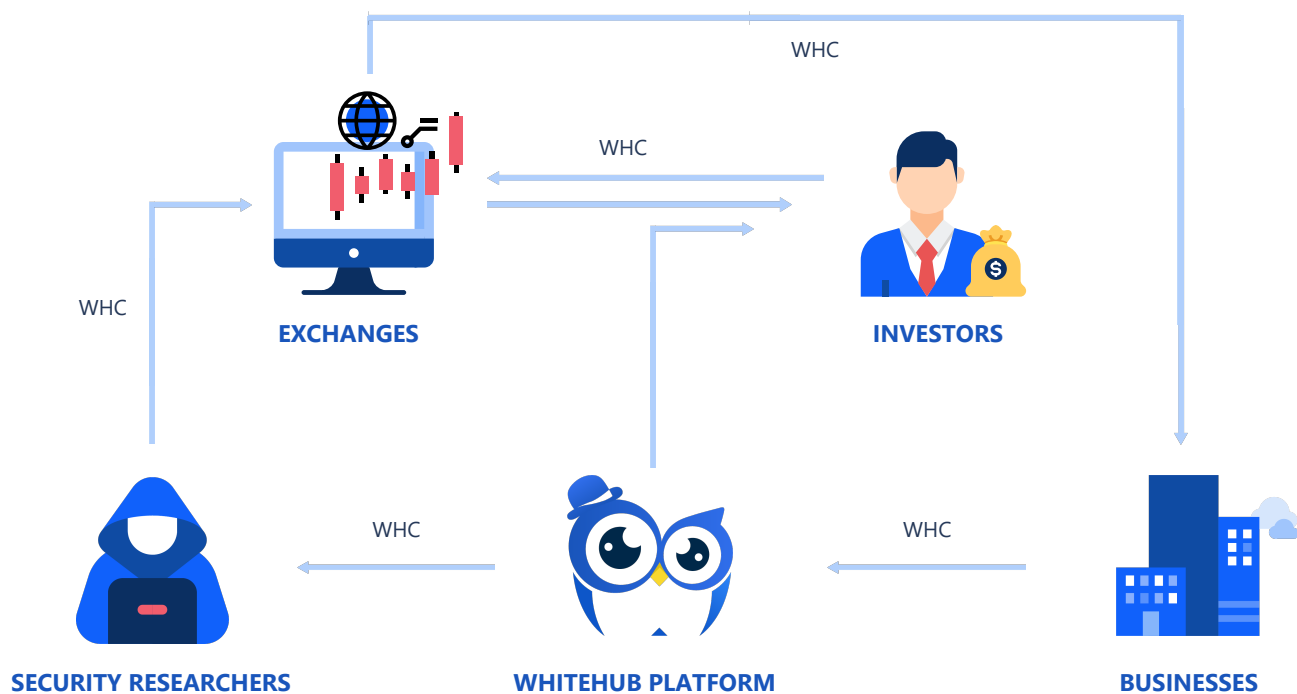 WHC
WHC
$
WHC
EXCHANGES
INVESTORS
WHC
WHC
SECURITY RESEARCHERS
WHITEHUB PLATFORM
BUSINESSES